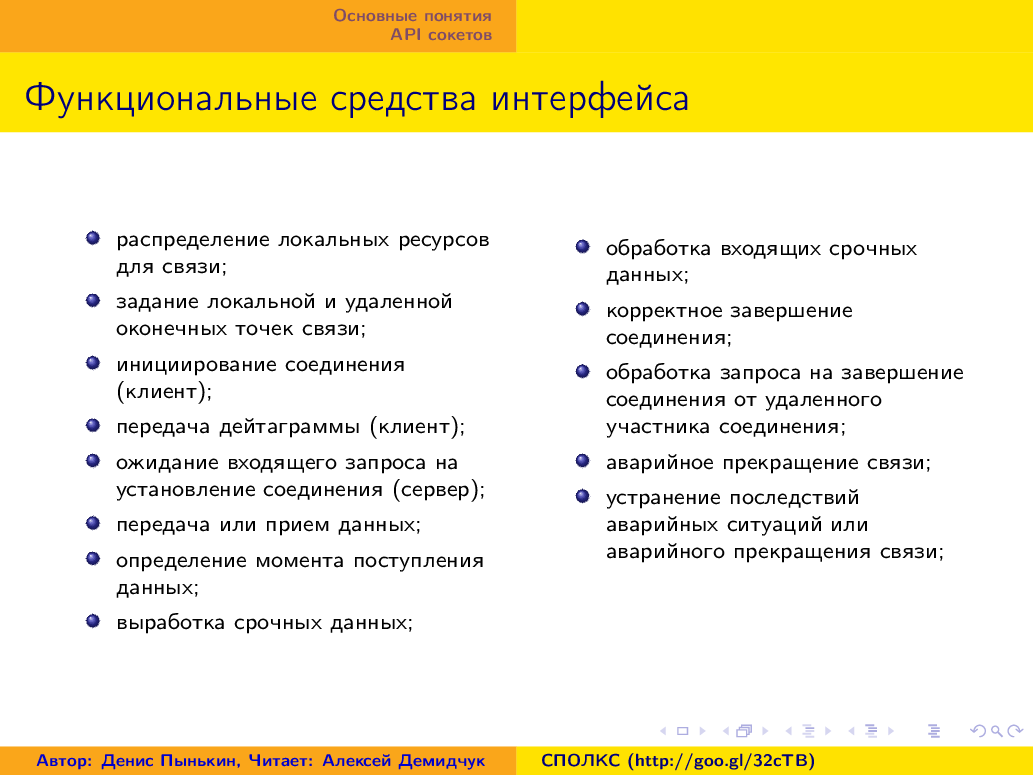 Основные понятия
API сокетов
Функциональные средства интерфейса
распределение локальных ресурсов
для связи;
задание локальной и удаленной
оконечных точек связи;
инициирование соединения
(клиент);
передача дейтаграммы (клиент);
ожидание входящего запроса на
установление соединения (сервер);
передача или прием данных;
определение момента поступления
данных;
выработка срочных данных;
обработка входящих срочных
данных;
корректное завершение
соединения;
обработка запроса на завершение
соединения от удаленного
участника соединения;
аварийное прекращение связи;
устранение последствий
аварийных ситуаций или
аварийного прекращения связи;
Автор: Денис Пынькин, Читает: Алексей Демидчук
СПОЛКС (http://goo.gl/32cTB)